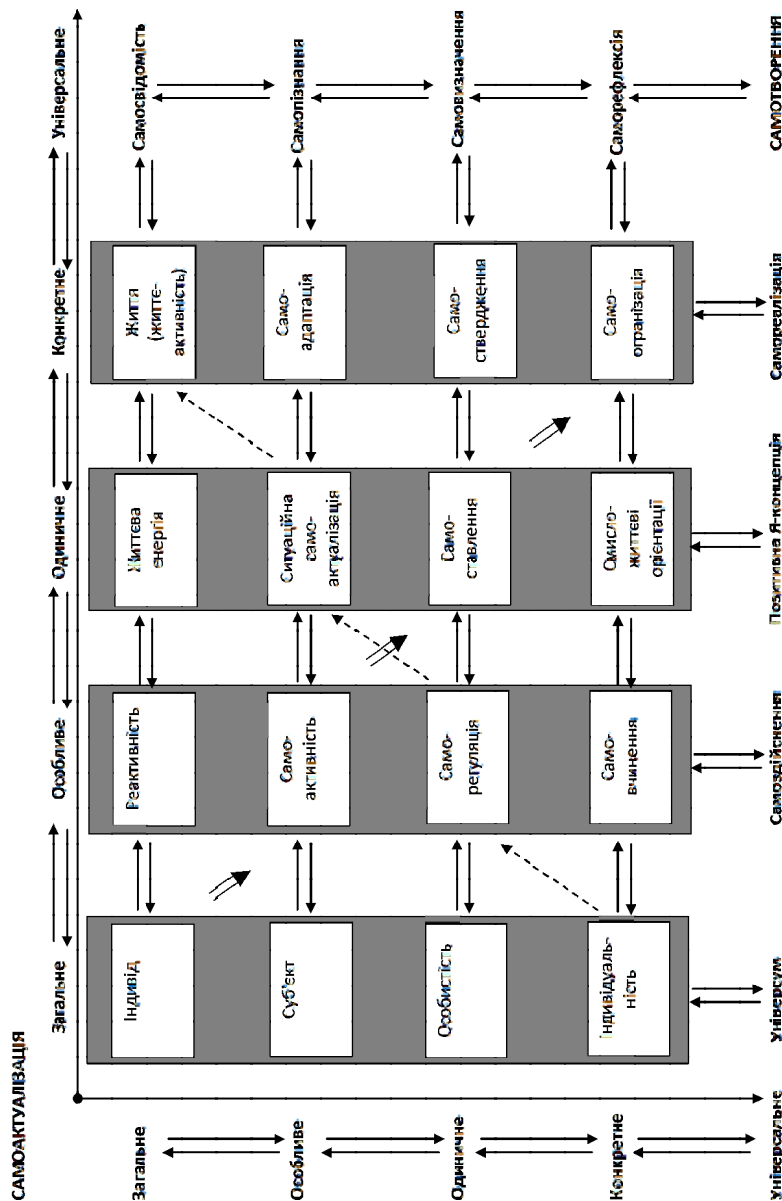 САМОАКТУАЛІЗАЦІЯ
Загальне
Особливе
Одиничне
Конкретне
Універсальне
Загальне
Індивід
Реактивність
Життєва
енергія
Життя
(життє-
активність)
Самосвідомість
Особливе
Суб'єкт
Само-
активність
Ситуаційна
само-
актуалізація
Само-
адаптація
Самопізнання
Одиничне
Особистість
Само-
регуляція
Само-
ставлення
Само-
ствердження
Самовизначення
Конкретне
Індивідуаль-
ність
Само-
вчинення
Смисло-
життєві
орієнтації
Само-
огранізація
Саморефлексія
Універсальне
Універсум
Самоздійснення
Позитивна Я-концепція
Самореалізація
САМОТВОРЕННЯ